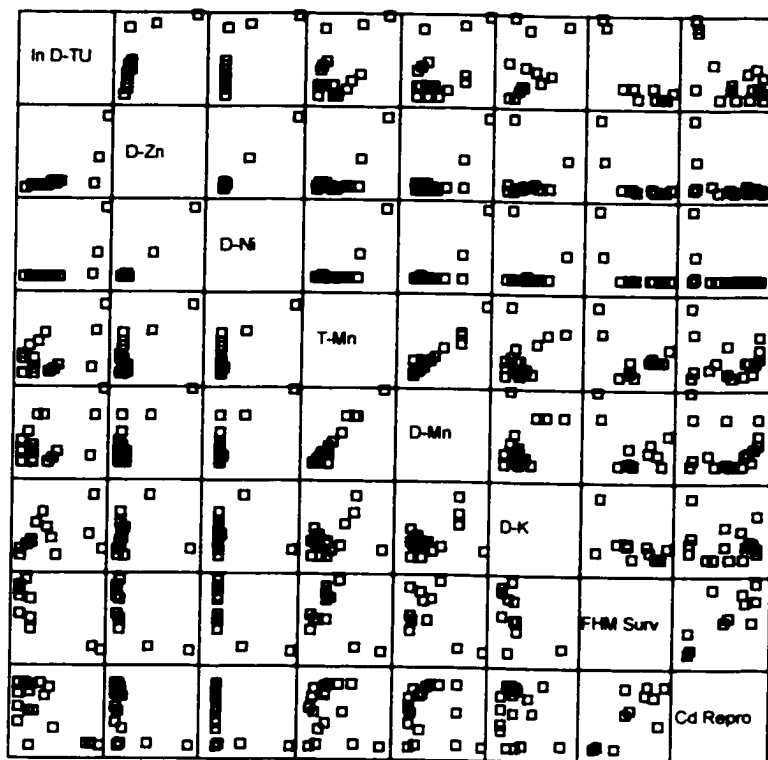 ln D-TU
D-Zn
D-Ni
T-Mn
D-Mn
D-K
FHM Surv
Cd Repro